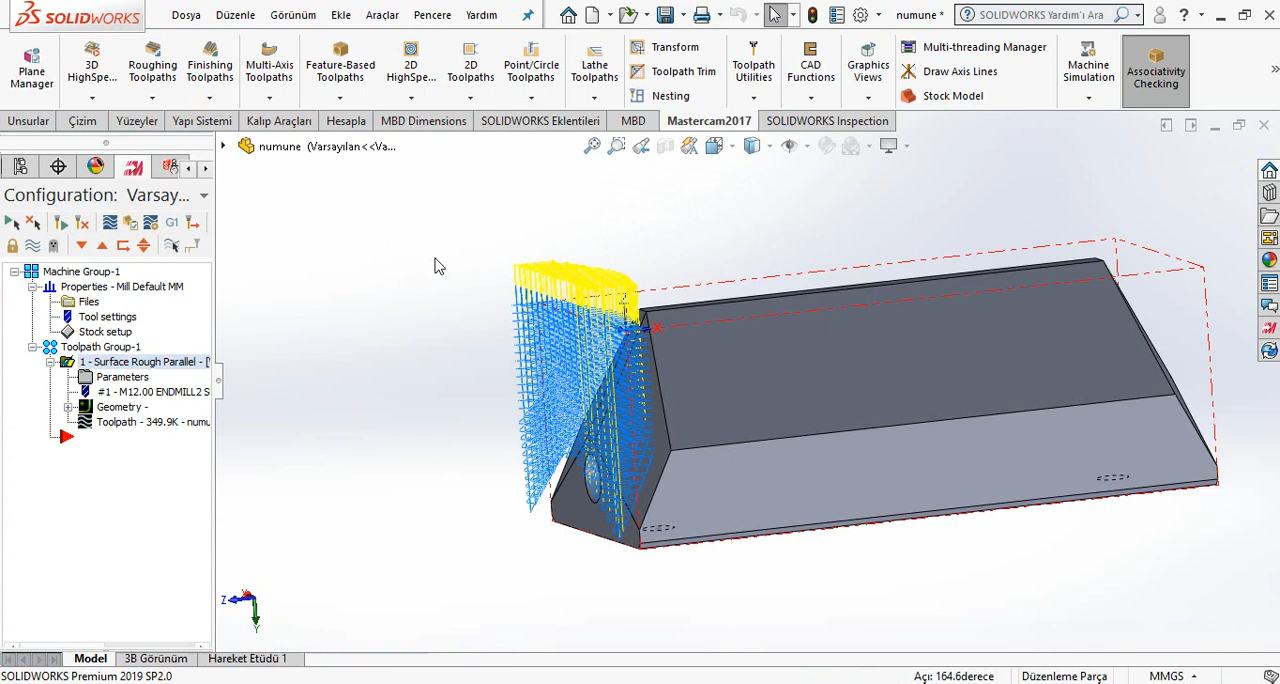 SOLIDWORKS
Dosya Düzenle Görünüm Ekle Araçlar Pencere Yardım
numune *
SOLIDWORKS Yardım'ı Ara
Plane Manager
3D HighSpe...
Roughing Toolpaths
Finishing Toolpaths
Multi-Axis Toolpaths
Feature-Based Toolpaths
2D HighSpe...
2D Toolpaths
Point/Circle Toolpaths
Lathe Toolpaths
Transform
Toolpath Trim
Nesting
Toolpath Utilities
CAD Functions
Graphics Views
Multi-threading Manager
Draw Axis Lines
Stock Model
Machine Simulation
Associativity Checking
Unsurlar Çizim Yüzeyler Yapı Sistemi Kalıp Araçları Hesapla MBD Dimensions SOLIDWORKS Eklentileri MBD Mastercam2017 SOLIDWORKS Inspection
numune (Varsayılan<<Va...
Configuration: Varsay...
G1
Machine Group-1
Properties - Mill Default MM
Files
Tool settings
Stock setup
Toolpath Group-1
1 - Surface Rough Parallel - [
Parameters
#1 - M12.00 ENDMILL2 S
Geometry -
Toolpath - 349.9K - numu
X
Z
Y
Model 3B Görünüm Hareket Etüdü 1
SOLIDWORKS Premium 2019 SP2.0
Açı: 164.6derece
Düzenleme Parça
MMGS